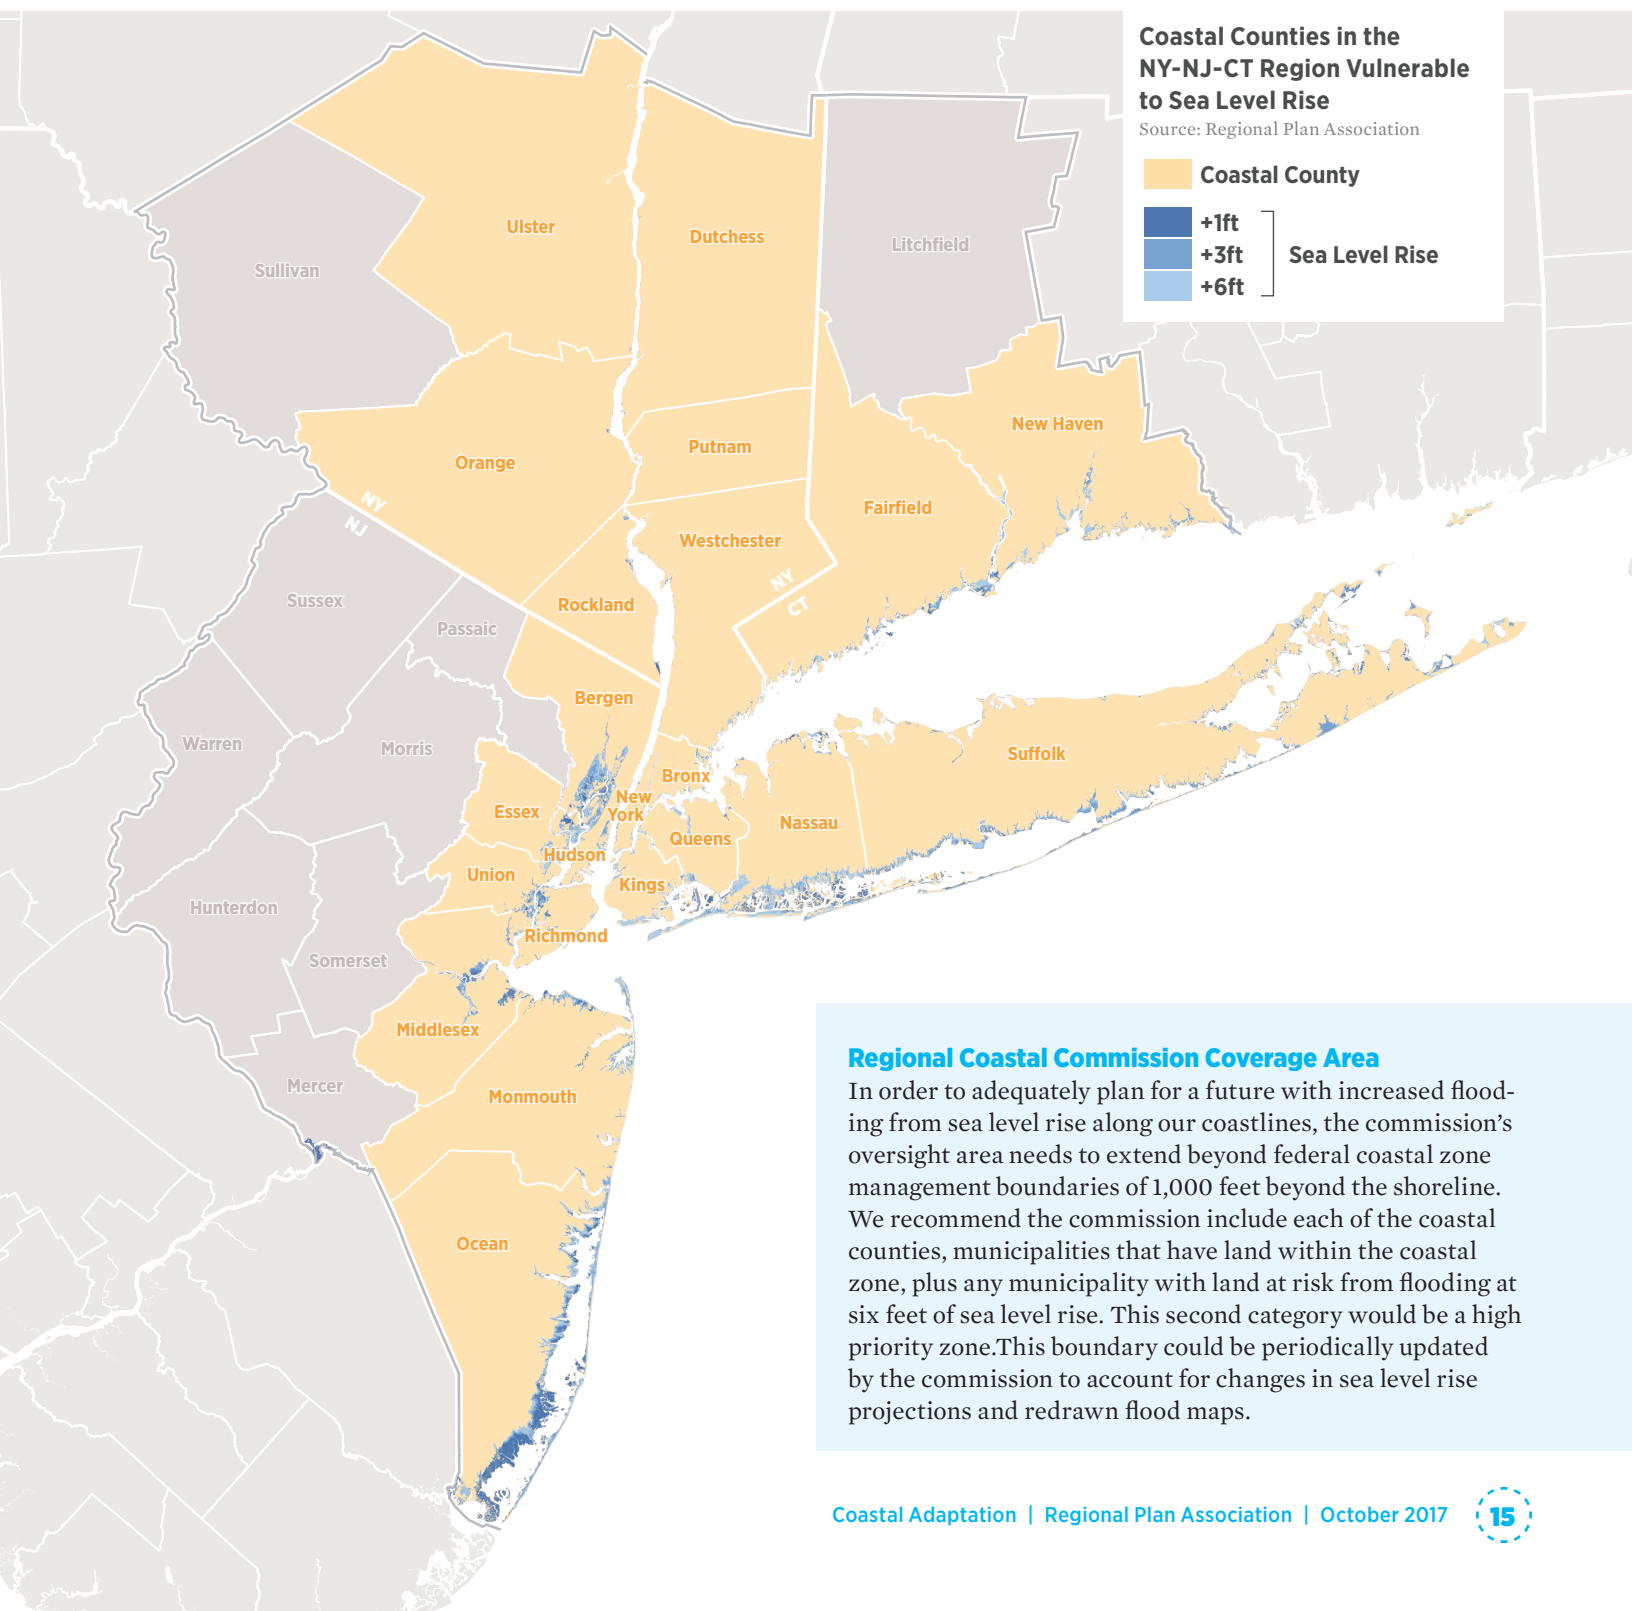 Coastal Counties in the
NY-NJ-CT Region Vulnerable
to Sea Level Rise
Source: Regional Plan Association
Coastal County
+1ft
+3ft
+6ft
Sea Level Rise
Ulster
Dutchess
Litchfield
Sullivan
New Haven
Putnam
Orange
NY
NJ
Fairfield
Westchester
NY
CT
Sussex
Rockland
Passaic
Bergen
Warren
Morris
Suffolk
Bronx
New
York
Essex
Nassau
Queens
Hudson
Union
Kings
Hunterdon
Richmond
Somerset
Middlesex
Mercer
Monmouth
Ocean
Regional Coastal Commission Coverage Area
In order to adequately plan for a future with increased flood-
ing from sea level rise along our coastlines, the commission’s
oversight area needs to extend beyond federal coastal zone
management boundaries of 1,000 feet beyond the shoreline.
We recommend the commission include each of the coastal
counties, municipalities that have land within the coastal
zone, plus any municipality with land at risk from flooding at
six feet of sea level rise. This second category would be a high
priority zone.This boundary could be periodically updated
by the commission to account for changes in sea level rise
projections and redrawn flood maps.
Coastal Adaptation | Regional Plan Association | October 2017 15